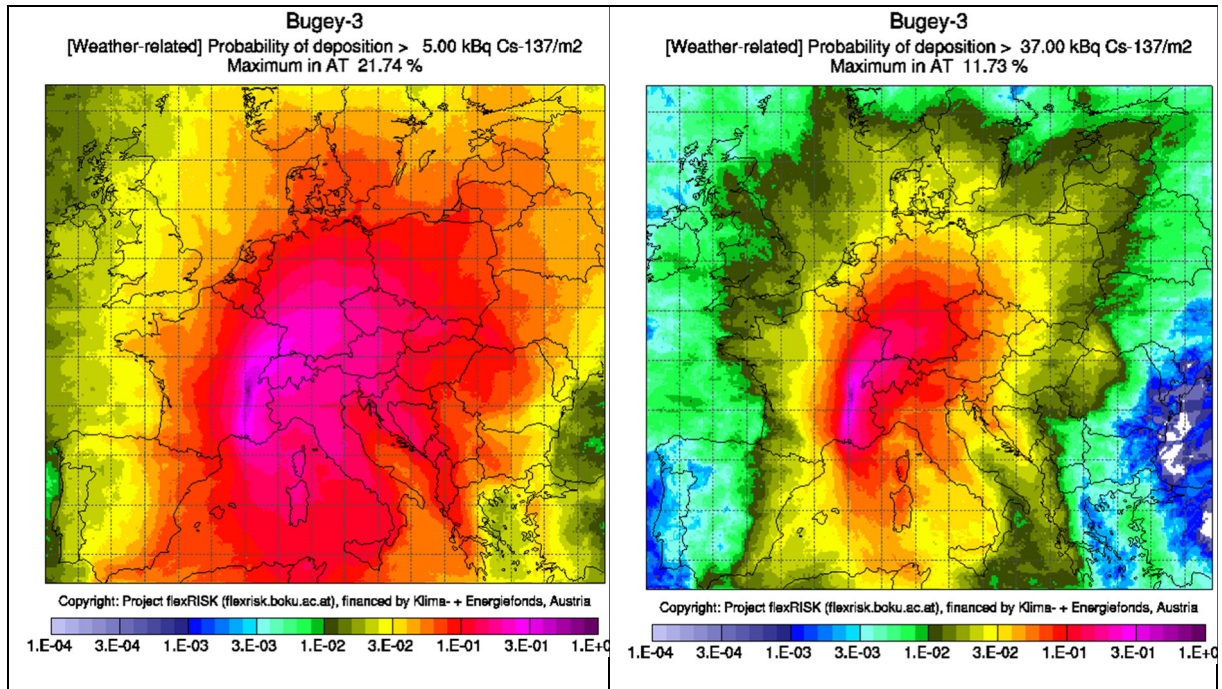 Bugey-3
[Weather-related] Probability of deposition > 5.00 kBq Cs-137/m2
Maximum in AT 21.74 %
Copyright: Project flexRISK (flexrisk.boku.ac.at), financed by Klima- + Energiefonds, Austria
1.E-04 3.E-04 1.E-03 3.E-03 1.E-02 3.E-02 1.E-01 3.E-01 1.E+0
Bugey-3
[Weather-related] Probability of deposition > 37.00 kBq Cs-137/m2
Maximum in AT 11.73 %
Copyright: Project flexRISK (flexrisk.boku.ac.at), financed by Klima- + Energiefonds, Austria
1.E-04 3.E-04 1.E-03 3.E-03 1.E-02 3.E-02 1.E-01 3.E-01 1.E+0